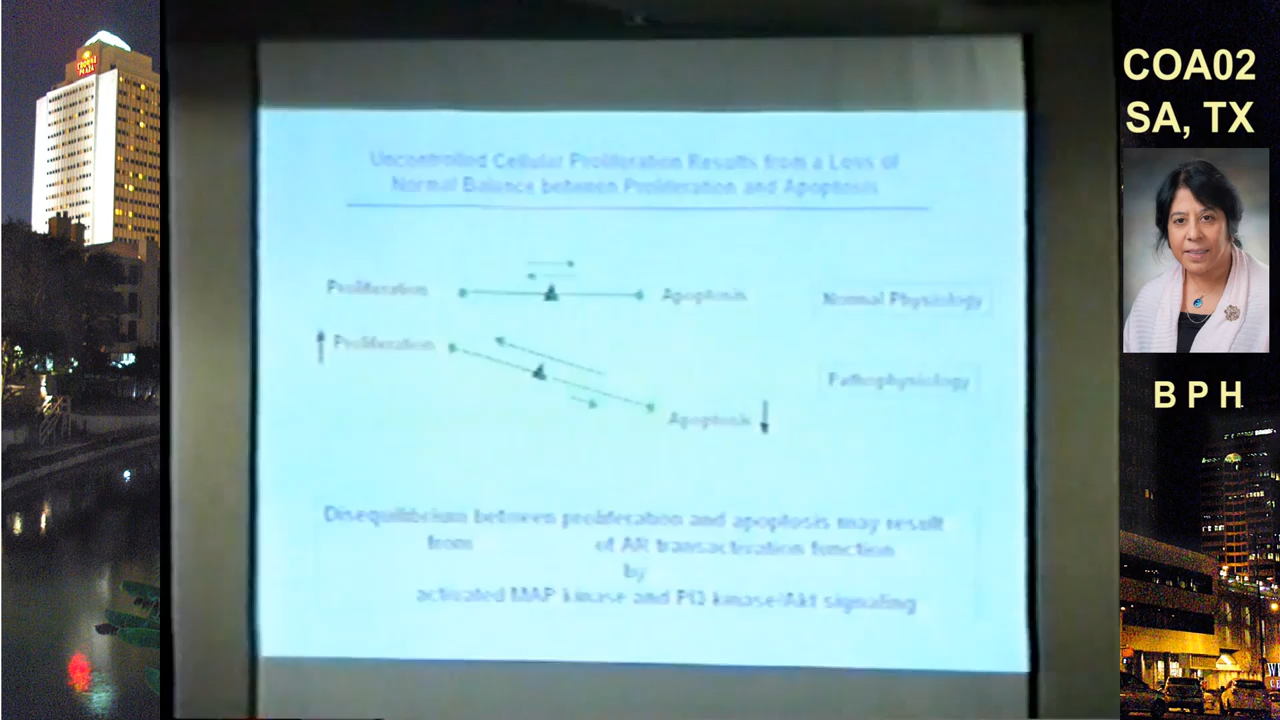 CROWNE PLAZA
COA02
SA, TX
B P H
Uncontrolled Cellular Proliferation Results from a Loss of
Normal Balance between Proliferation and Apoptosis
Proliferation
Apoptosis
Normal Physiology
Proliferation
Pathophysiology
Apoptosis
Disequilibrium between proliferation and apoptosis may result
from of AR transactivation function
by
activated MAP kinase and PI3 kinase/Akt signaling